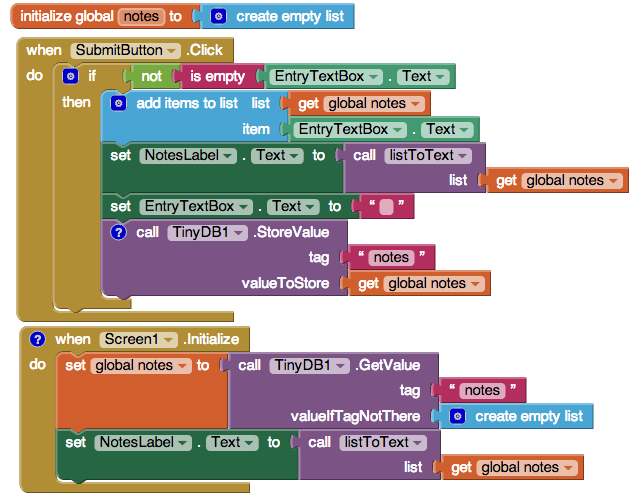 initialize global notes to create empty list
when SubmitButton .Click
do if not is empty EntryTextBox . Text
then add items to list list get global notes
item EntryTextBox . Text
set NotesLabel . Text to call listToText
list get global notes
set EntryTextBox . Text to “ ”
? call TinyDB1 .StoreValue
tag “ notes ”
valueToStore get global notes
? when Screen1 .Initialize
do set global notes to call TinyDB1 .GetValue
tag “ notes ”
valueIfTagNotThere create empty list
set NotesLabel . Text to call listToText
list get global notes